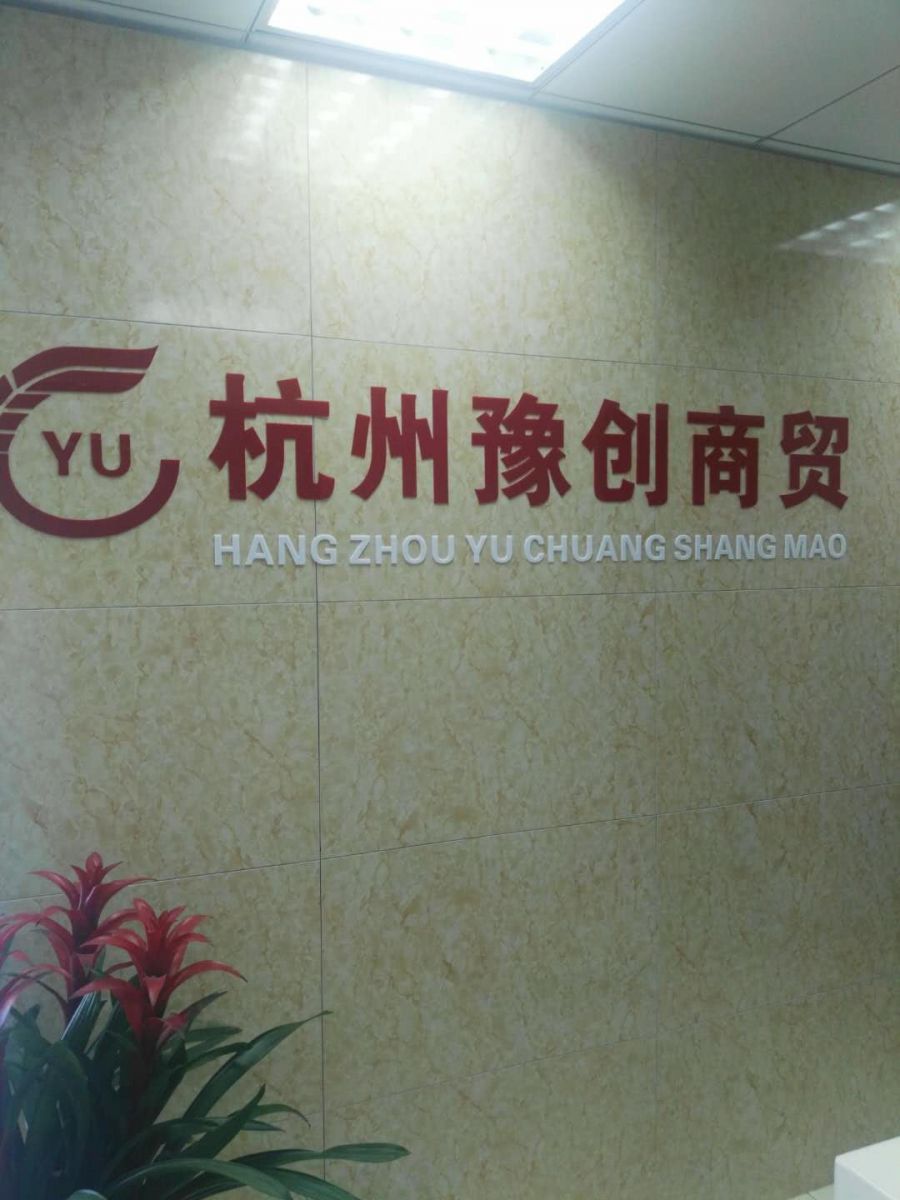 YU
杭州豫创商贸
HANG ZHOU YU CHUANG SHANG MAO